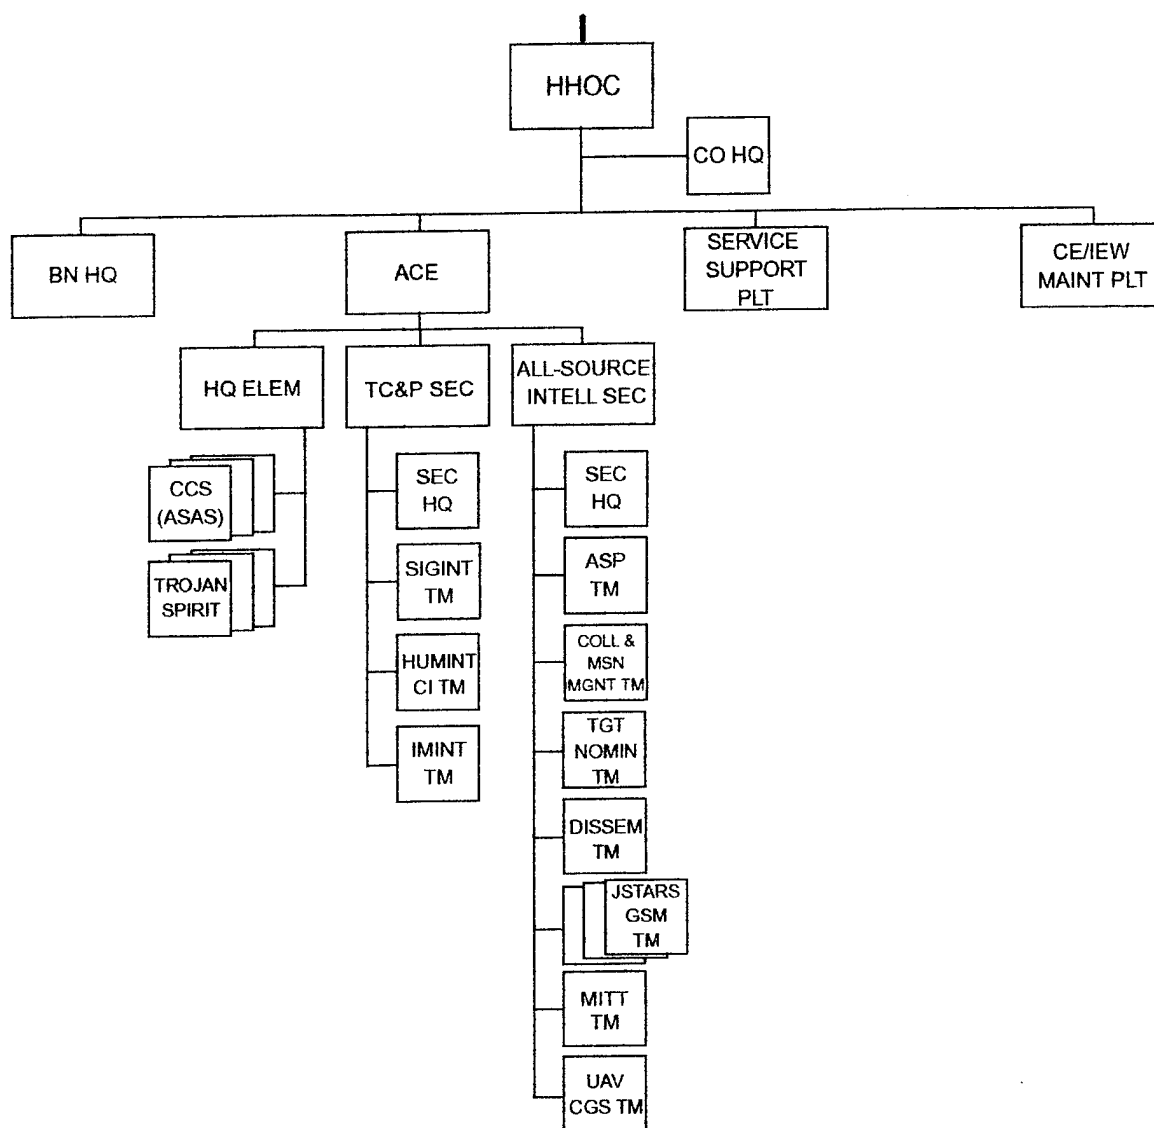 HHOC
CO HQ
BN HQ
ACE
SERVICE
SUPPORT
PLT
CE/IEW
MAINT PLT
HQ ELEM
TC&P SEC
ALL-SOURCE
INTELL SEC
CCS
(ASAS)
TROJAN
SPIRIT
SEC
HQ
SIGINT
TM
HUMINT
CI TM
IMINT
TM
SEC
HQ
ASP
TM
COLL &
MSN
MGNT TM
TGT
NOMIN
TM
DISSEM
TM
JSTARS
GSM
TM
MITT
TM
UAV
CGS TM